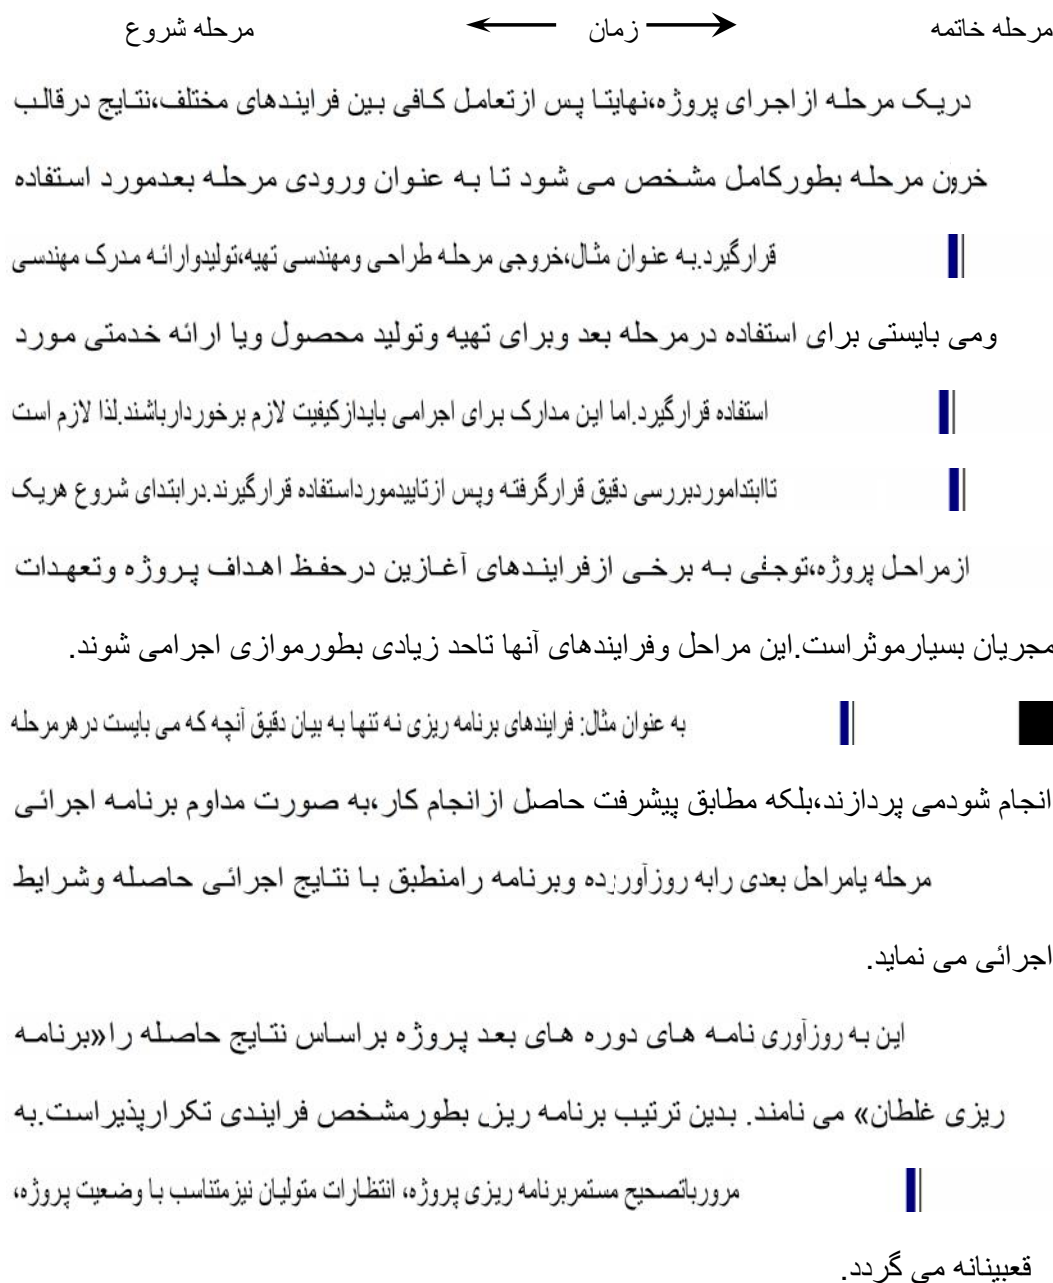 مرحله خاتمه زمان مرحله شروع
دریک مرحله ازاجرای پروژه،نهایتا پس ازتعامل کافی بین فرایندهای مختلف،نتایج درقالب
مرحله بطورکامل مشخص می شود تا به عنوان ورودی مرحله بعدمورد استفاده
قرارگیرد.به عنوان مثال،خروجی مرحله طراحی ومهندسی تهیه،تولیدوارائه مدرک مهندسی
ومی بایستی برای استفاده درمرحله بعد وبرای تهیه وتولید محصول ویا ارائه خدمتی مورد
استفاده قرارگیرد.اما این مدارک برای اجرامی بایدازکیفیت لازم برخوردارباشند.لذا لازم است
تاابتداموردبررسی دقیق قرارگرفته وپس ازتاییدمورداستفاده قرارگیرند.درابتدای شروع هریک
ازمراحل پروژه، به برخی ازفرایندهای آغازین درحفظ اهداف پروژه وتعهدات
مجریان بسیارموثراست.این مراحل وفرایندهای آنها تاحد زیادی بطورموازی اجرامی شوند.
به عنوان مثال: فرایندهای برنامه ریزی نه تنها به بیان دقیق آنچه که می بایست درهرمرحله
انجام شودمی پردازند،بلکه مطابق پیشرفت حاصل ازانجام کار،به صورت مداوم برنامه اجرائی
مرحله یامراحل بعدی رابه وبرنامه رامنطبق با نتایج اجرائی حاصله وشرایط
اجرائی می نماید.
این به روزآوری نامه های دوره های بعد پروژه براساس نتایج حاصله را«برنامه
ریزی غلطان» می نامند. بدین ترتیب برنامه بطورمشخص فرایندی تکرارپذیراست.به
مرورباتصحیح مستمربرنامه ریزی پروژه، انتظارات متولیان نیزمتناسب با وضعیت پروژه،
می گردد.